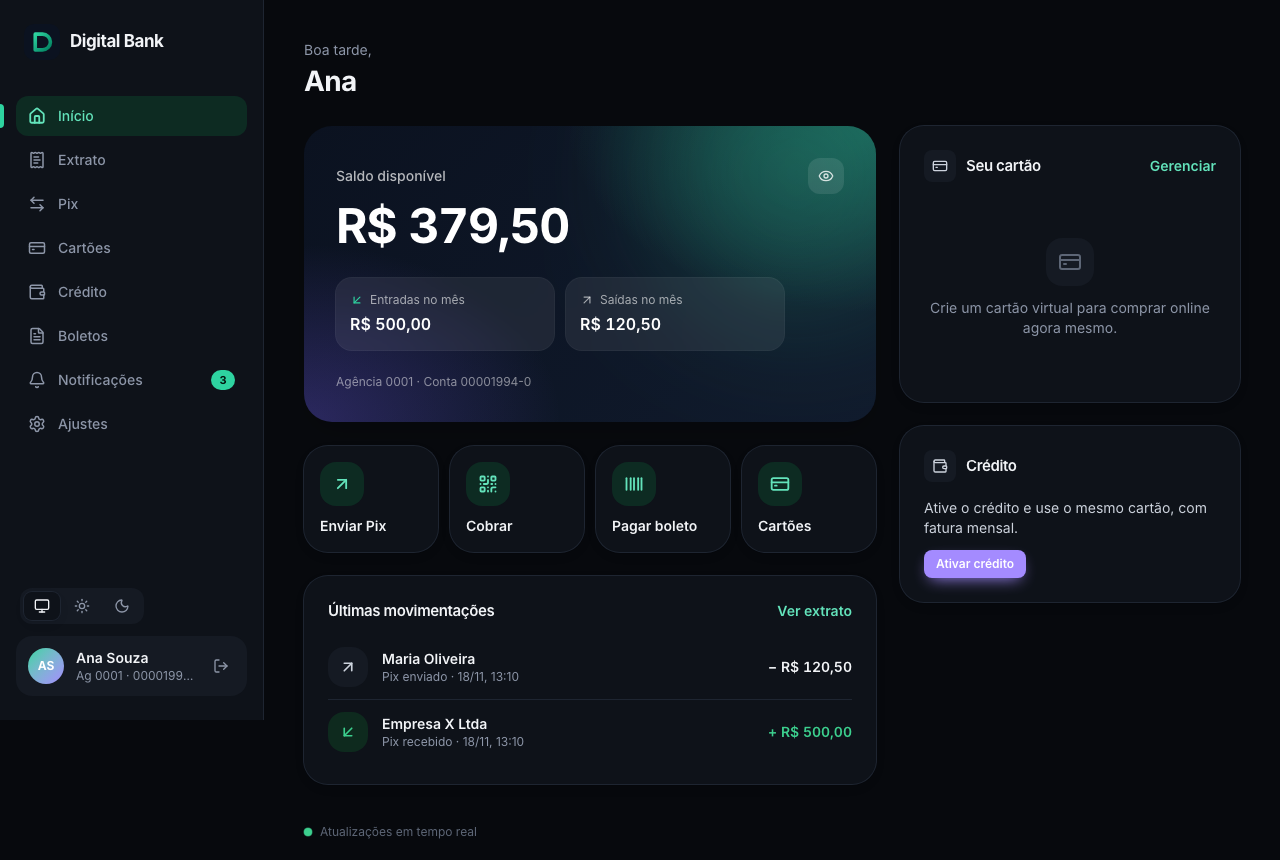 Digital Bank
Início
Extrato
Pix
Cartões
Crédito
Boletos
Notificações 3
Ajustes
AS
Ana Souza
Ag 0001 · 0000199...
Boa tarde,
Ana
Saldo disponível
R$ 379,50
Entradas no mês
R$ 500,00
Saídas no mês
R$ 120,50
Agência 0001 · Conta 00001994-0
Enviar Pix
Cobrar
Pagar boleto
Cartões
Últimas movimentações
Ver extrato
Maria Oliveira
Pix enviado · 18/11, 13:10
− R$ 120,50
Empresa X Ltda
Pix recebido · 18/11, 13:10
+ R$ 500,00
Atualizações em tempo real
Seu cartão
Gerenciar
Crie um cartão virtual para comprar online
agora mesmo.
Crédito
Ative o crédito e use o mesmo cartão, com
fatura mensal.
Ativar crédito